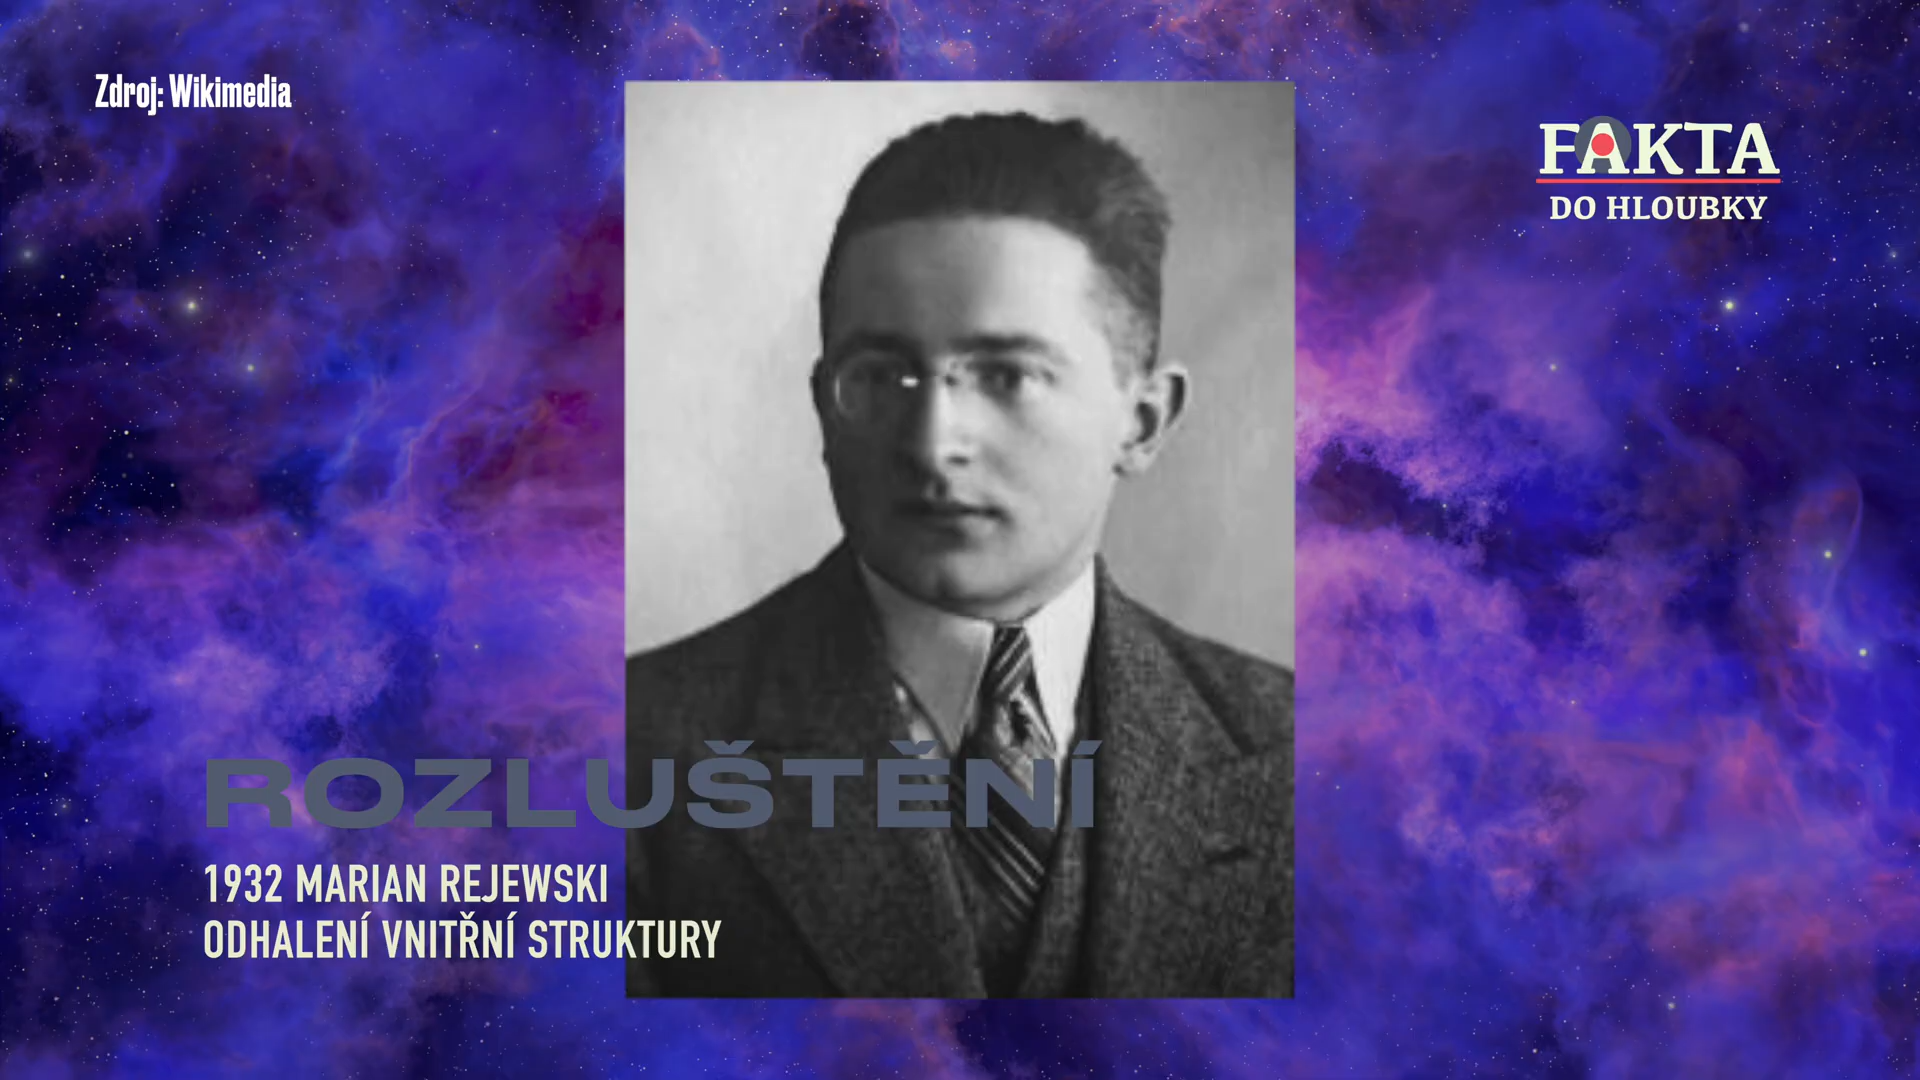 Zdroj: Wikimedia
FAKTA
DO HLOUBKY
ROZLUŠTĚNÍ
1932 MARIAN REJEWSKI
ODHALENÍ VNITŘNÍ STRUKTURY